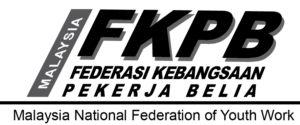 MALAYSIA
FKPB
FEDERASI KEBANGSAAN
PEKERJA BELIA
Malaysia National Federation of Youth Work